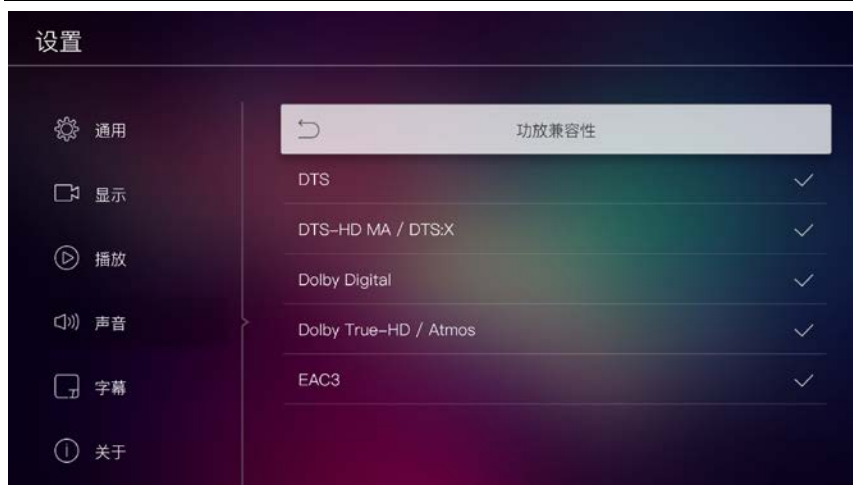 设置
通用
显示
播放
声音
字幕
关于
功放兼容性
DTS
DTS-HD MA / DTS:X
Dolby Digital
Dolby True-HD / Atmos
EAC3